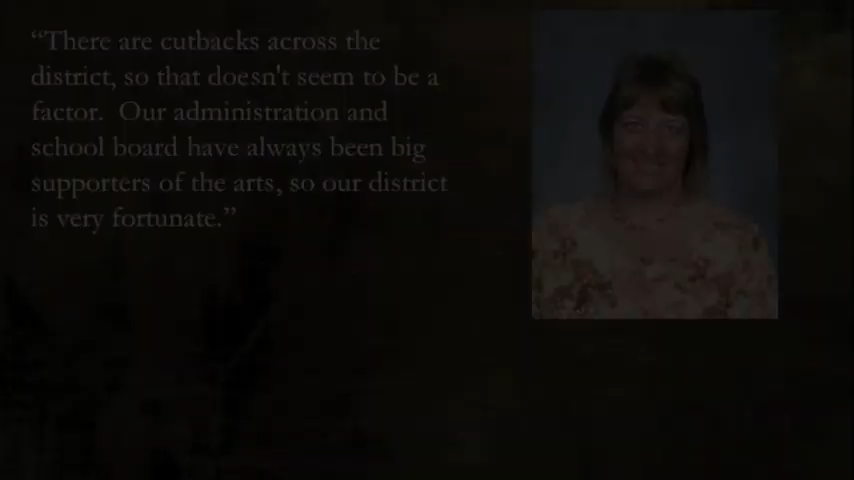 “There are cutbacks across the
district, so that doesn't seem to be a
factor.  Our administration and
school board have always been big
supporters of the arts, so our district
is very fortunate.”